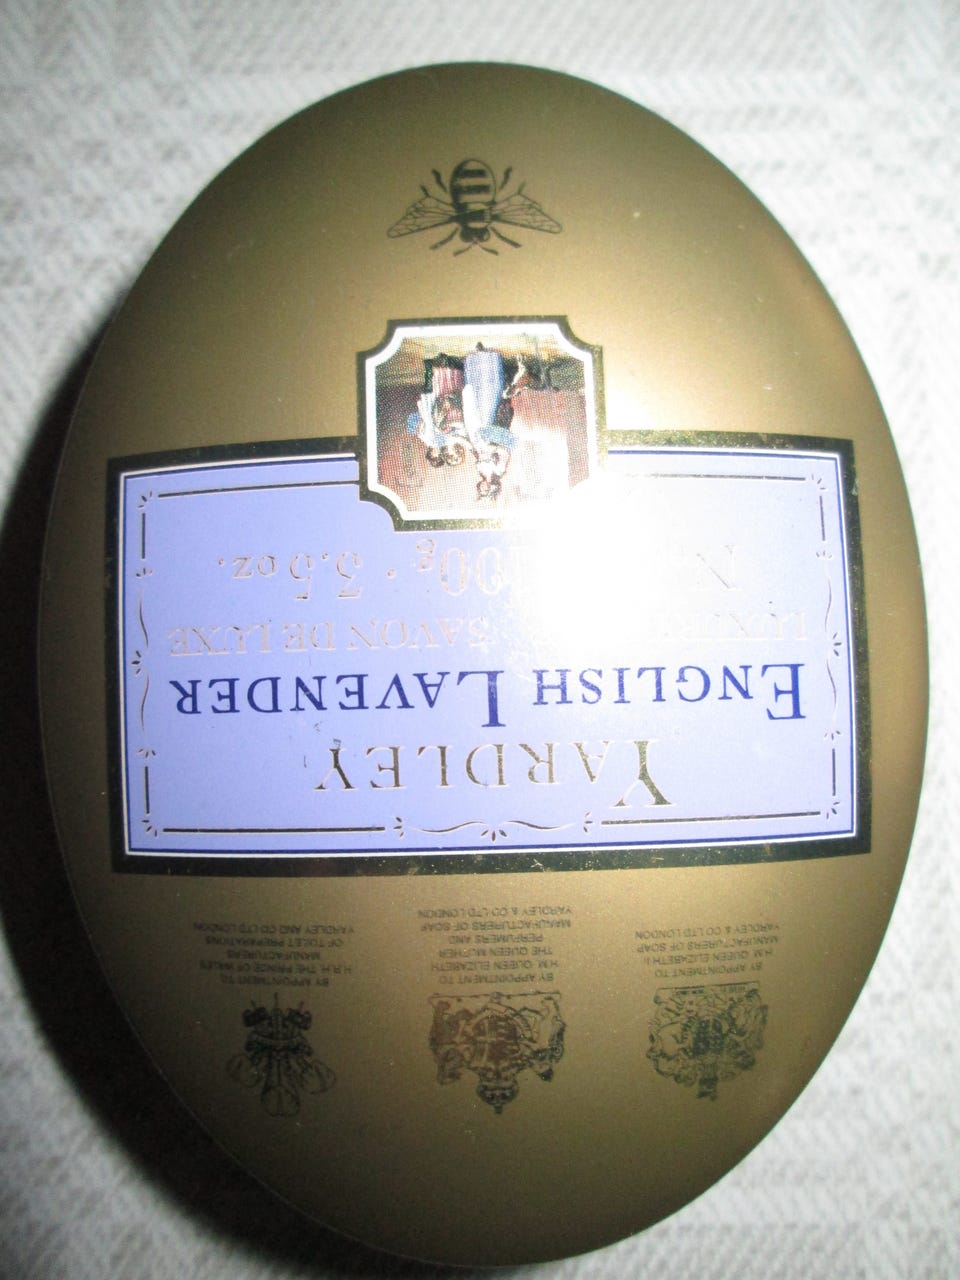 BY APPOINTMENT TO
H.M. QUEEN ELIZABETH II
MANUFACTURERS OF SOAP
YARDLEY & CO LTD LONDON
BY APPOINTMENT TO
H.M. QUEEN ELIZABETH
THE QUEEN MOTHER
PERFUMERS AND
MANUFACTURERS OF SOAP
YARDLEY & CO LTD LONDON
BY APPOINTMENT TO
H.R.H. THE PRINCE OF WALES
MANUFACTURERS
OF TOILET PREPARATIONS
YARDLEY AND CO LTD LONDON
YARDLEY
ENGLISH LAVENDER
LUXURY SAVON DE LUXE
100g · 3.5 oz.